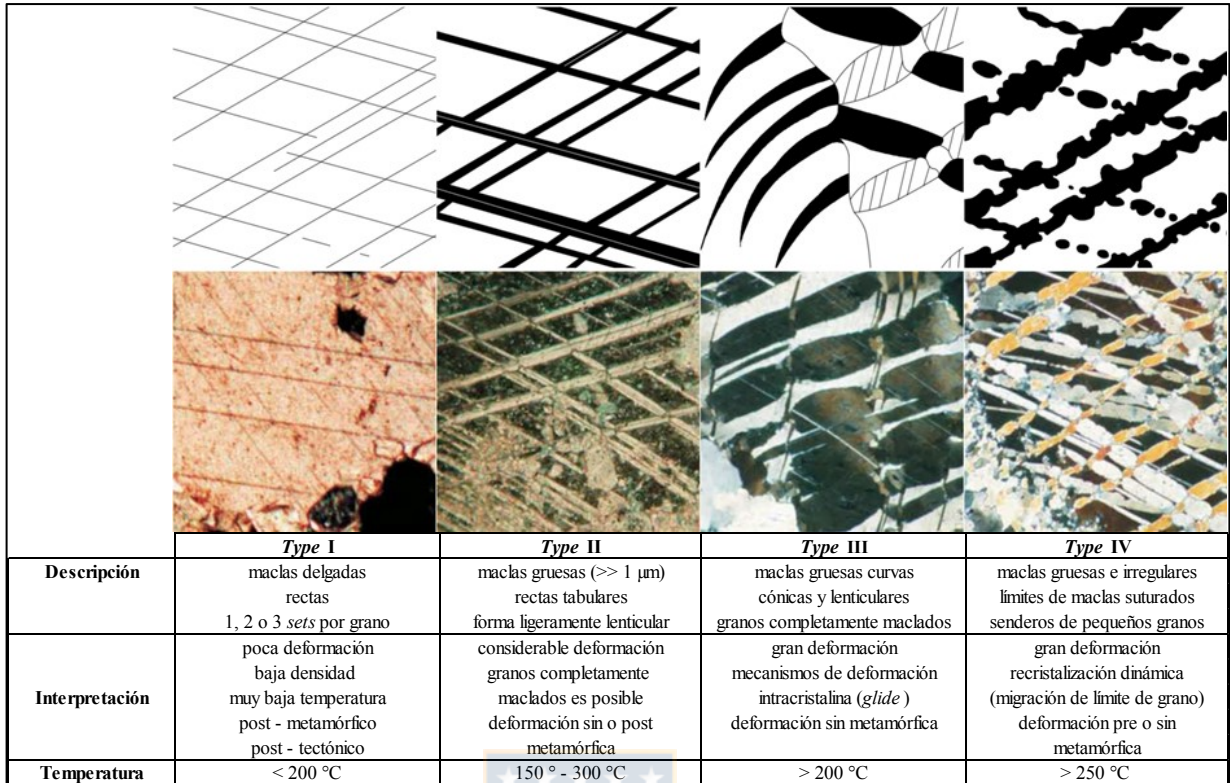 Type I Type II Type III Type IV
Descripción maclas delgadas maclas gruesas (>> 1 μm) maclas gruesas curvas maclas gruesas e irregulares
rectas rectas tabulares cónicas y lenticulares límites de maclas suturados
1, 2 o 3 sets por grano forma ligeramente lenticular granos completamente maclados senderos de pequeños granos
poca deformación considerable deformación gran deformación gran deformación
baja densidad granos completamente mecanismos de deformación recristalización dinámica
Interpretación muy baja temperatura maclados es posible intracristalina (glide) (migración de límite de grano)
post - metamórfico deformación sin o post deformación sin metamórfica deformación pre o sin
post - tectónico metamórfica metamórfica
Temperatura < 200 °C 150 ° - 300 °C > 200 °C > 250 °C